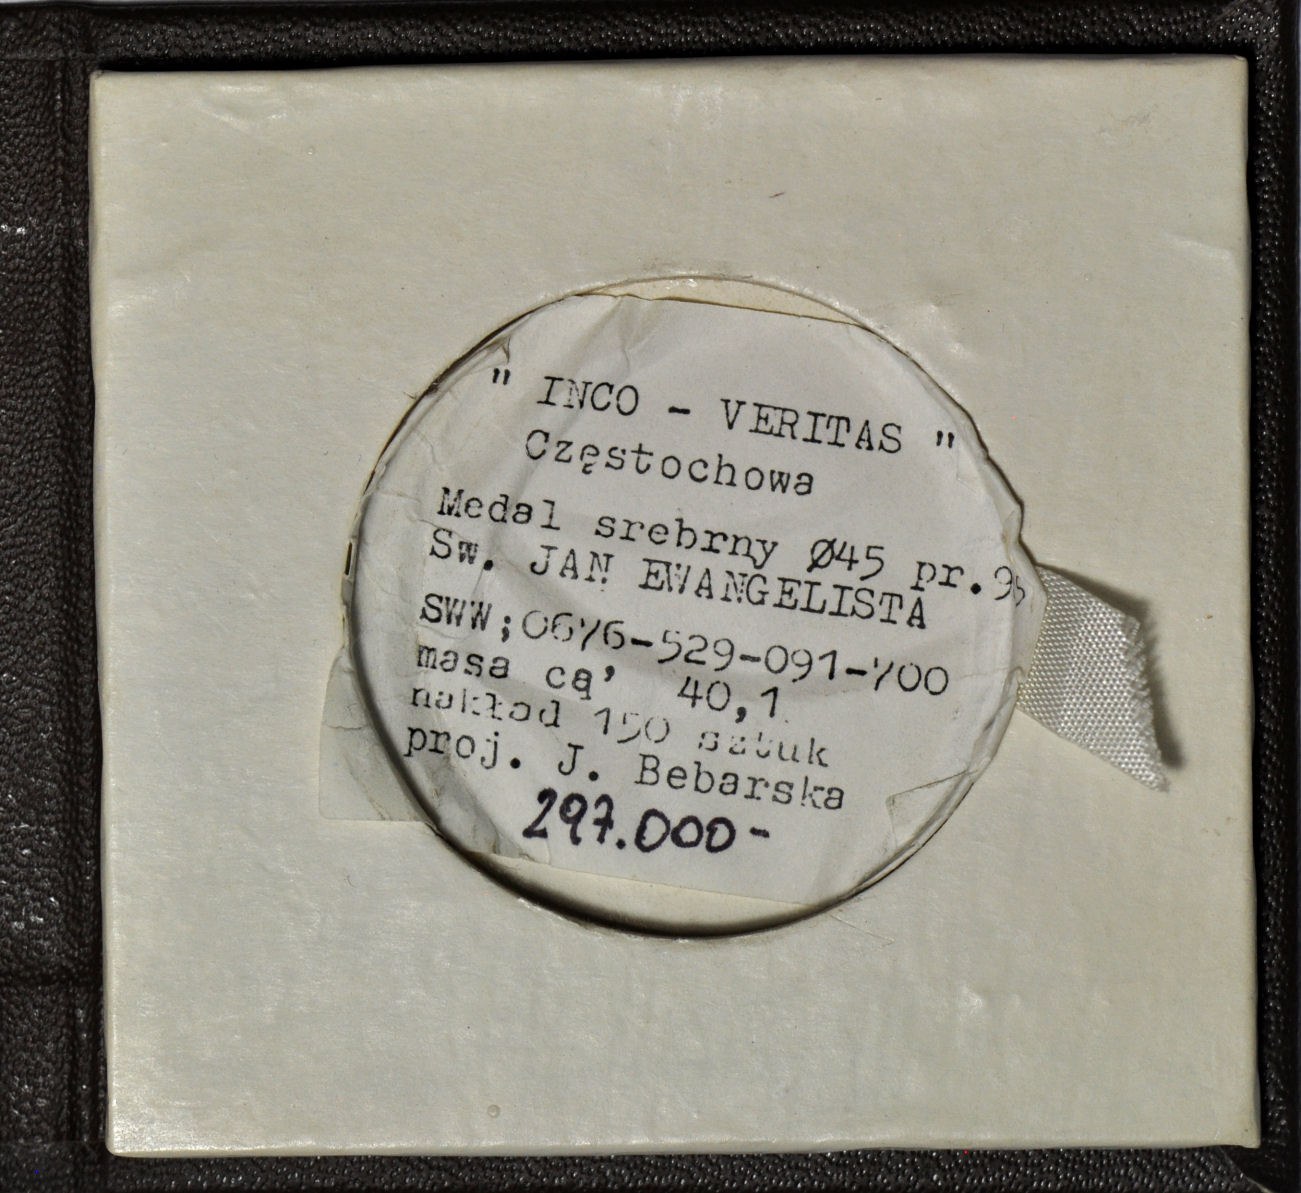 " INCO - VERITAS "
Częstochowa
Medal srebrny Ø45 pr.
Sw. JAN EWANGELISTA
SWW;0676-529-091-700
masa cą’ 40,1
nakład 150 sztuk
proj. J. Bebarska
297.000-